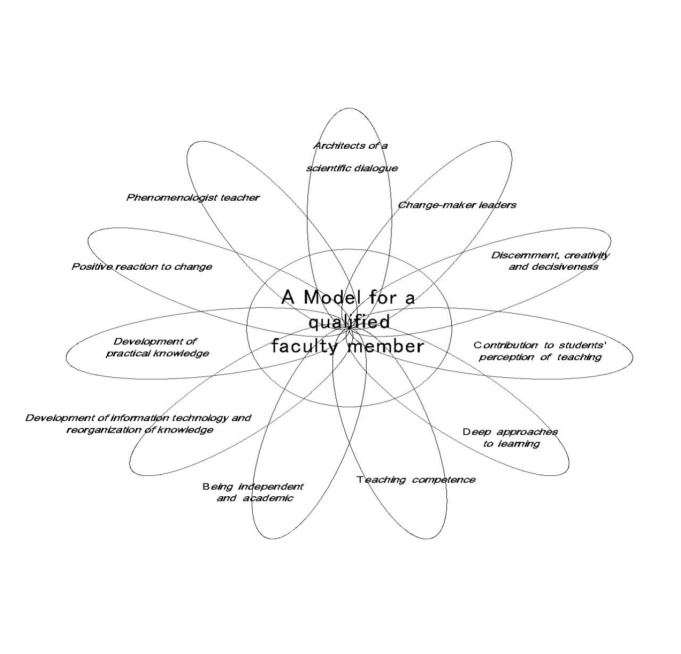 Architects of a
scientific dialogue
Phenomenologist teacher
Change-maker leaders
Positive reaction to change
Discernment, creativity
and decisiveness
A Model for a
qualified
faculty member
Development of
practical knowledge
Contribution to students'
perception of teaching
Development of information technology and
reorganization of knowledge
Deep approaches
to learning
Being independent
and academic
Teaching competence